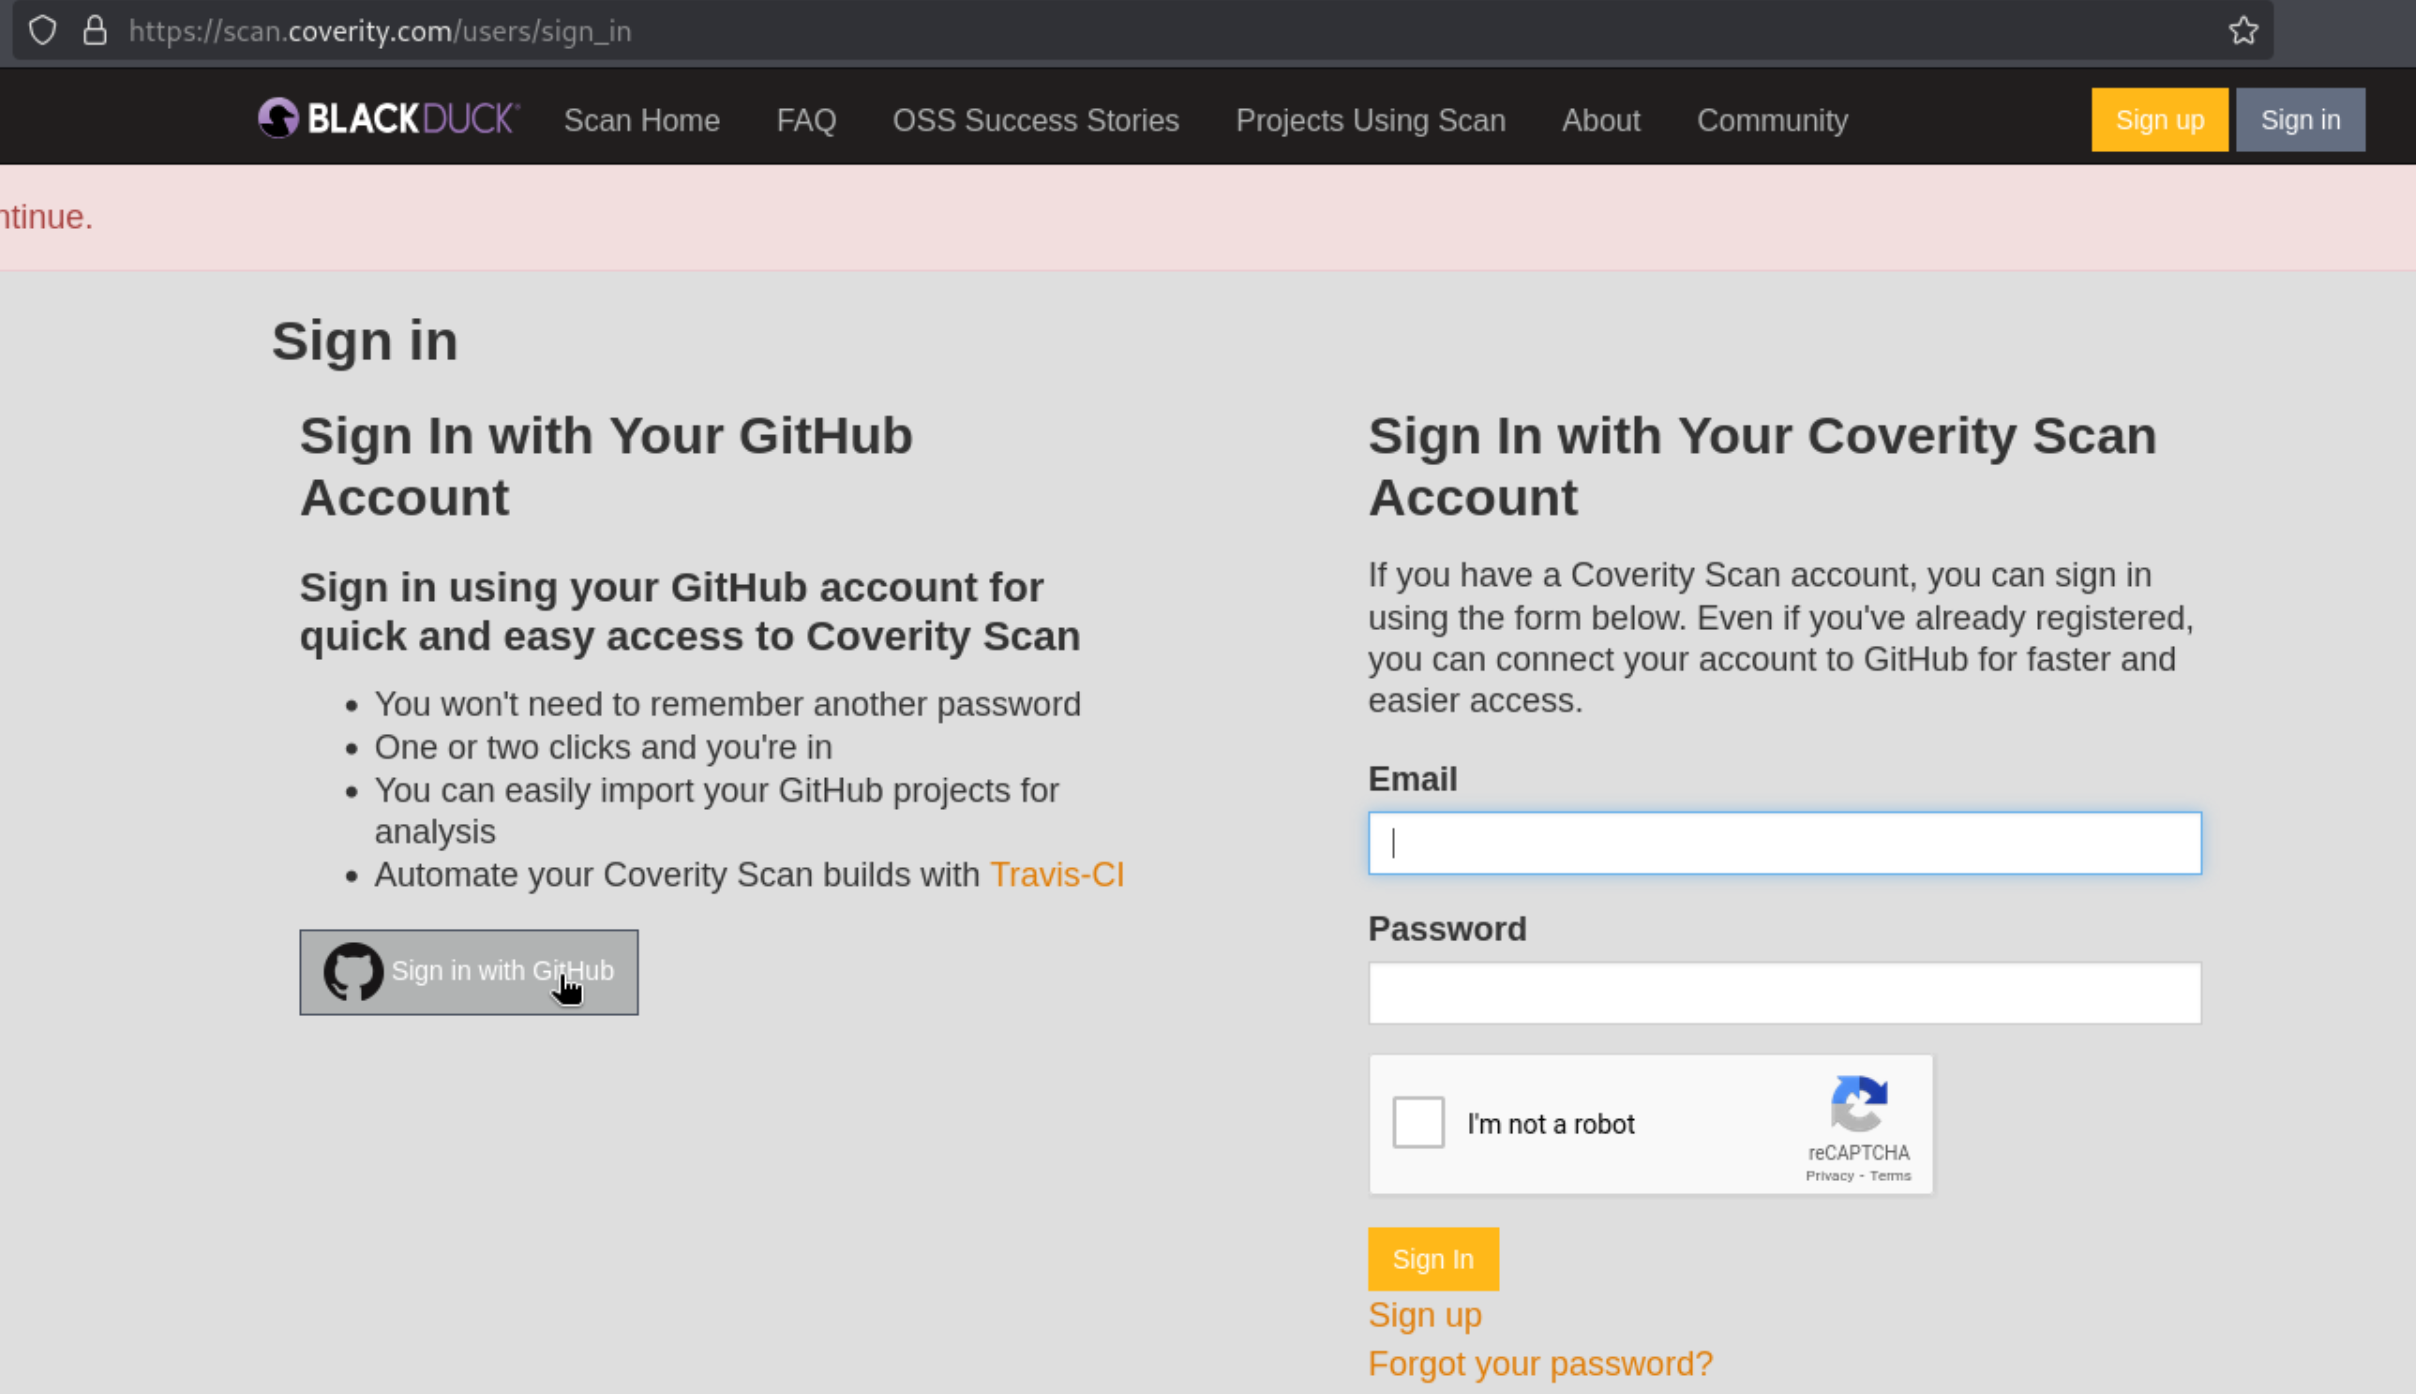 https://scan.coverity.com/users/sign_in
BLACKDUCK Scan Home FAQ OSS Success Stories Projects Using Scan About Community Sign up Sign in
ntinue.
Sign in
Sign In with Your GitHub
Account
Sign in using your GitHub account for
quick and easy access to Coverity Scan
• You won't need to remember another password
• One or two clicks and you're in
• You can easily import your GitHub projects for
analysis
• Automate your Coverity Scan builds with Travis-CI
Sign in with GitHub
Sign In with Your Coverity Scan
Account
If you have a Coverity Scan account, you can sign in
using the form below. Even if you've already registered,
you can connect your account to GitHub for faster and
easier access.
Email
Password
I'm not a robot
reCAPTCHA
Privacy - Terms
Sign In
Sign up
Forgot your password?